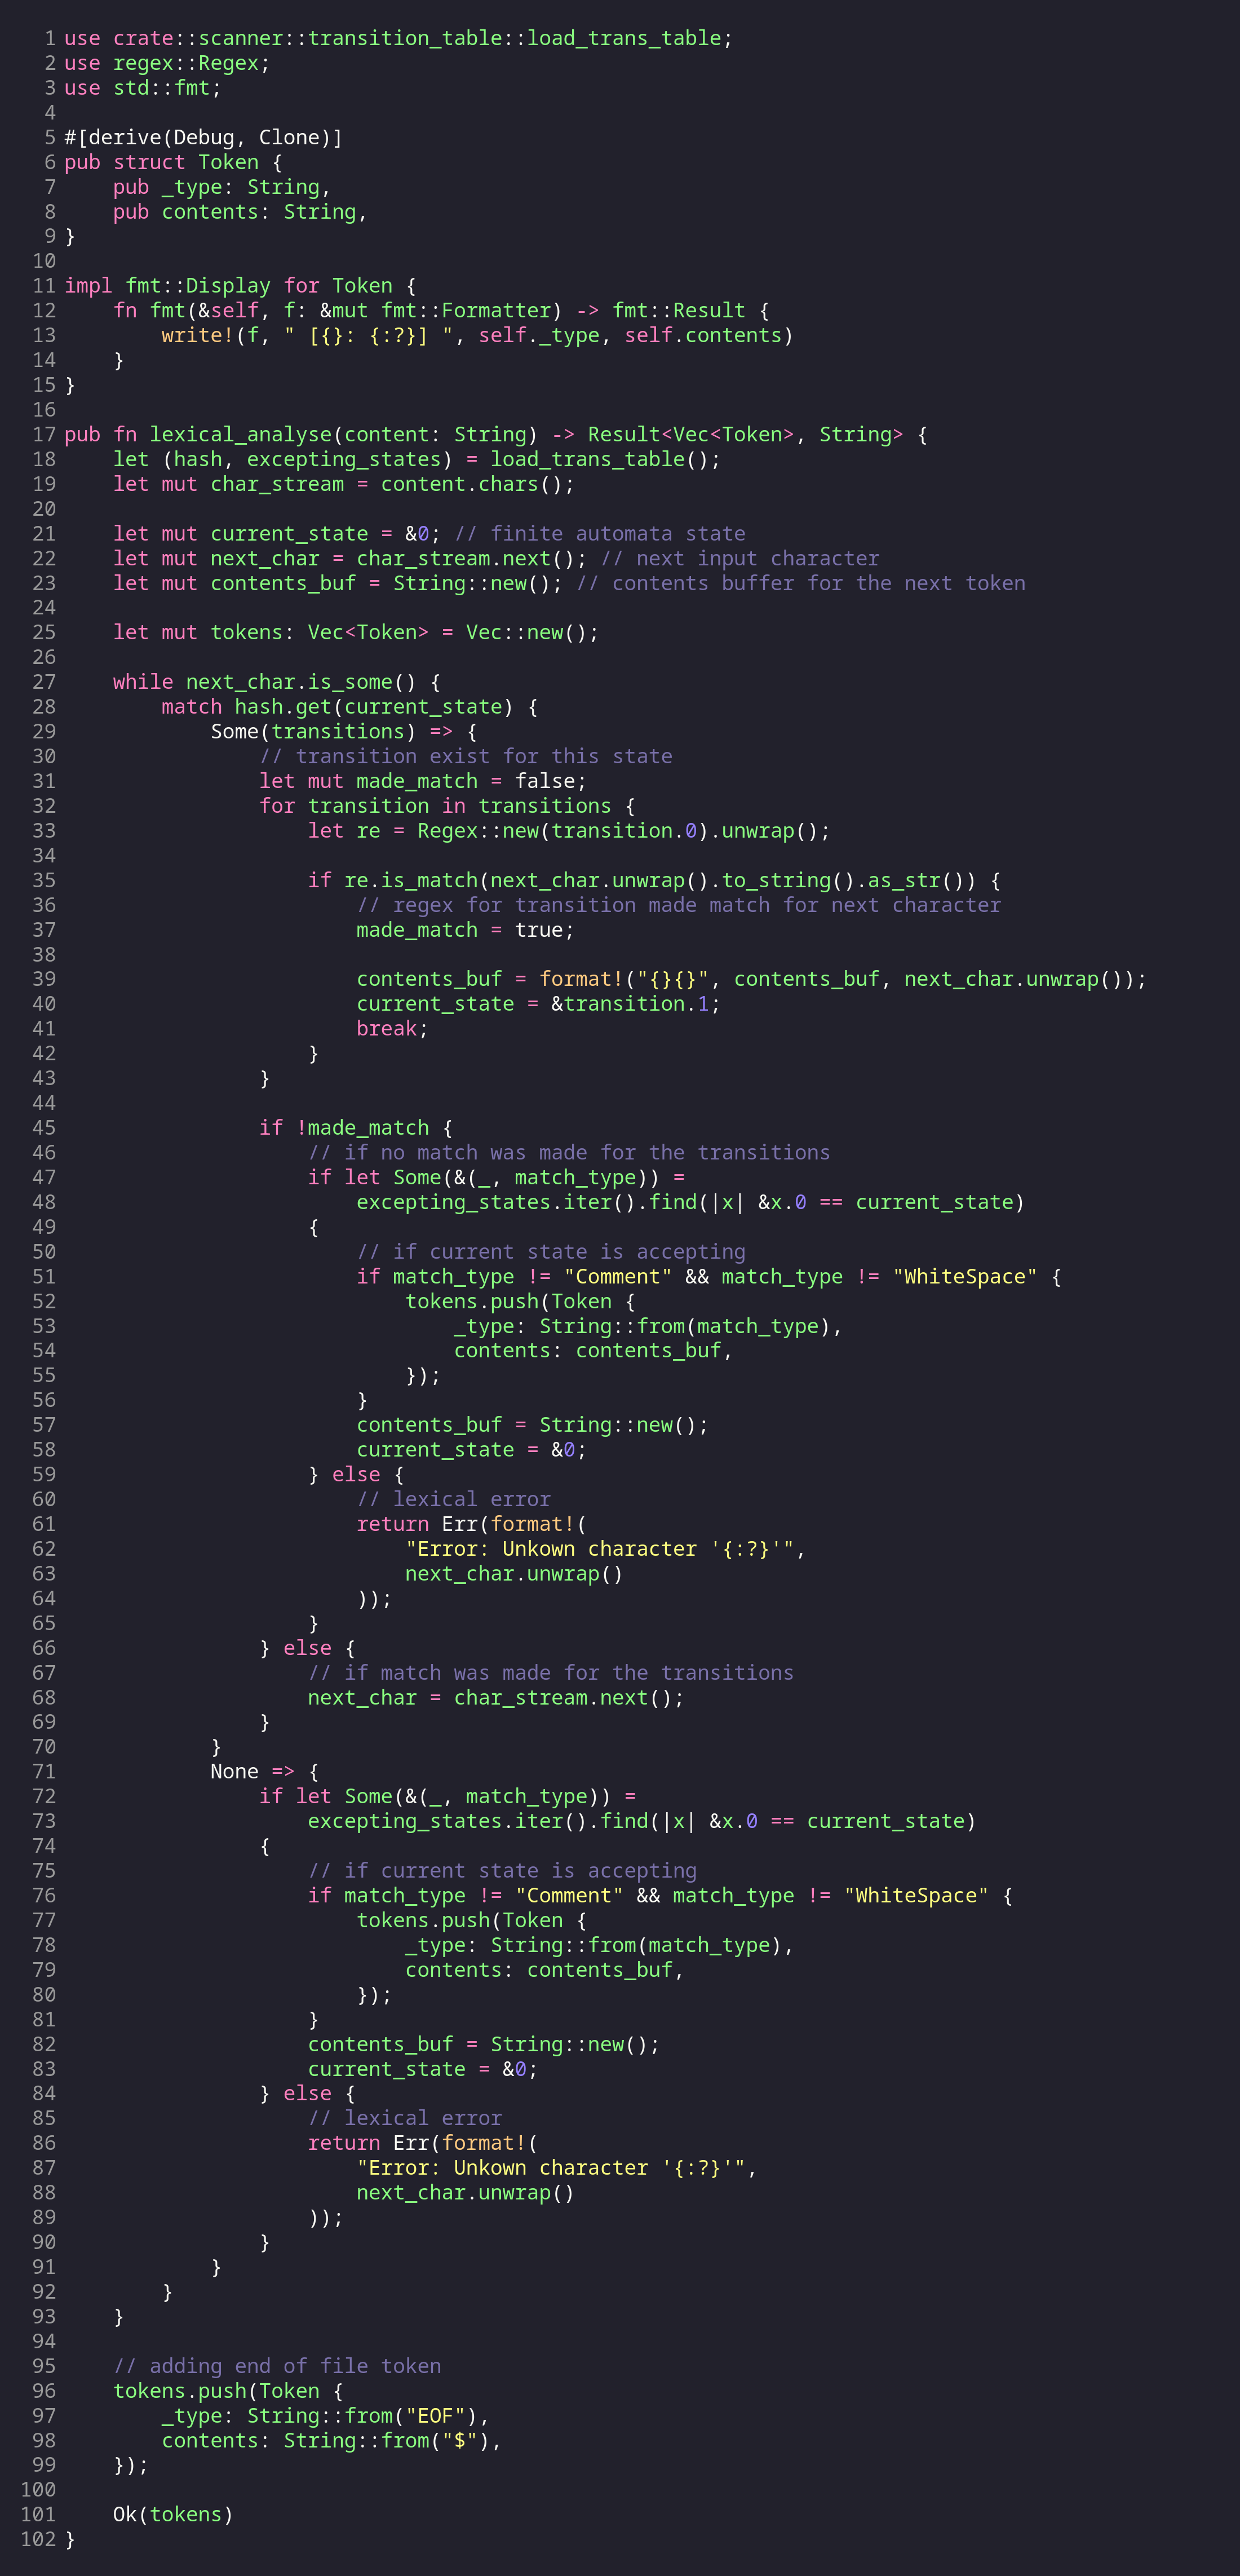 1 use crate::scanner::transition_table::load_trans_table;
2 use regex::Regex;
3 use std::fmt;
4
5 #[derive(Debug, Clone)]
6 pub struct Token {
7     pub _type: String,
8     pub contents: String,
9 }
10
11 impl fmt::Display for Token {
12     fn fmt(&self, f: &mut fmt::Formatter) -> fmt::Result {
13         write!(f, " [{}: {:?}] ", self._type, self.contents)
14     }
15 }
16
17 pub fn lexical_analyse(content: String) -> Result<Vec<Token>, String> {
18     let (hash, excepting_states) = load_trans_table();
19     let mut char_stream = content.chars();
20
21     let mut current_state = &0; // finite automata state
22     let mut next_char = char_stream.next(); // next input character
23     let mut contents_buf = String::new(); // contents buffer for the next token
24
25     let mut tokens: Vec<Token> = Vec::new();
26
27     while next_char.is_some() {
28         match hash.get(current_state) {
29             Some(transitions) => {
30                 // transition exist for this state
31                 let mut made_match = false;
32                 for transition in transitions {
33                     let re = Regex::new(transition.0).unwrap();
34
35                     if re.is_match(next_char.unwrap().to_string().as_str()) {
36                         // regex for transition made match for next character
37                         made_match = true;
38
39                         contents_buf = format!("{}{}", contents_buf, next_char.unwrap());
40                         current_state = &transition.1;
41                         break;
42                     }
43                 }
44
45                 if !made_match {
46                     // if no match was made for the transitions
47                     if let Some(&(_, match_type)) =
48                         excepting_states.iter().find(|x| &x.0 == current_state)
49                     {
50                         // if current state is accepting
51                         if match_type != "Comment" && match_type != "WhiteSpace" {
52                             tokens.push(Token {
53                                 _type: String::from(match_type),
54                                 contents: contents_buf,
55                             });
56                         }
57                         contents_buf = String::new();
58                         current_state = &0;
59                     } else {
60                         // lexical error
61                         return Err(format!(
62                             "Error: Unkown character '{:?}'",
63                             next_char.unwrap()
64                         ));
65                     }
66                 } else {
67                     // if match was made for the transitions
68                     next_char = char_stream.next();
69                 }
70             }
71             None => {
72                 if let Some(&(_, match_type)) =
73                     excepting_states.iter().find(|x| &x.0 == current_state)
74                 {
75                     // if current state is accepting
76                     if match_type != "Comment" && match_type != "WhiteSpace" {
77                         tokens.push(Token {
78                             _type: String::from(match_type),
79                             contents: contents_buf,
80                         });
81                     }
82                     contents_buf = String::new();
83                     current_state = &0;
84                 } else {
85                     // lexical error
86                     return Err(format!(
87                         "Error: Unkown character '{:?}'",
88                         next_char.unwrap()
89                     ));
90                 }
91             }
92         }
93     }
94
95     // adding end of file token
96     tokens.push(Token {
97         _type: String::from("EOF"),
98         contents: String::from("$"),
99     });
100
101     Ok(tokens)
102 }